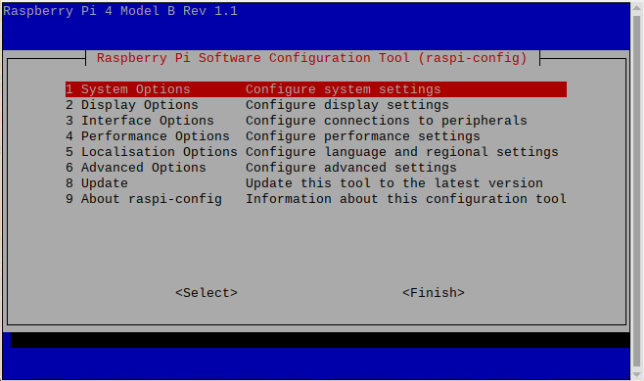 Raspberry Pi 4 Model B Rev 1.1
Raspberry Pi Software Configuration Tool (raspi-config)
1 System Options Configure system settings
2 Display Options Configure display settings
3 Interface Options Configure connections to peripherals
4 Performance Options Configure performance settings
5 Localisation Options Configure language and regional settings
6 Advanced Options Configure advanced settings
8 Update Update this tool to the latest version
9 About raspi-config Information about this configuration tool
<Select> <Finish>